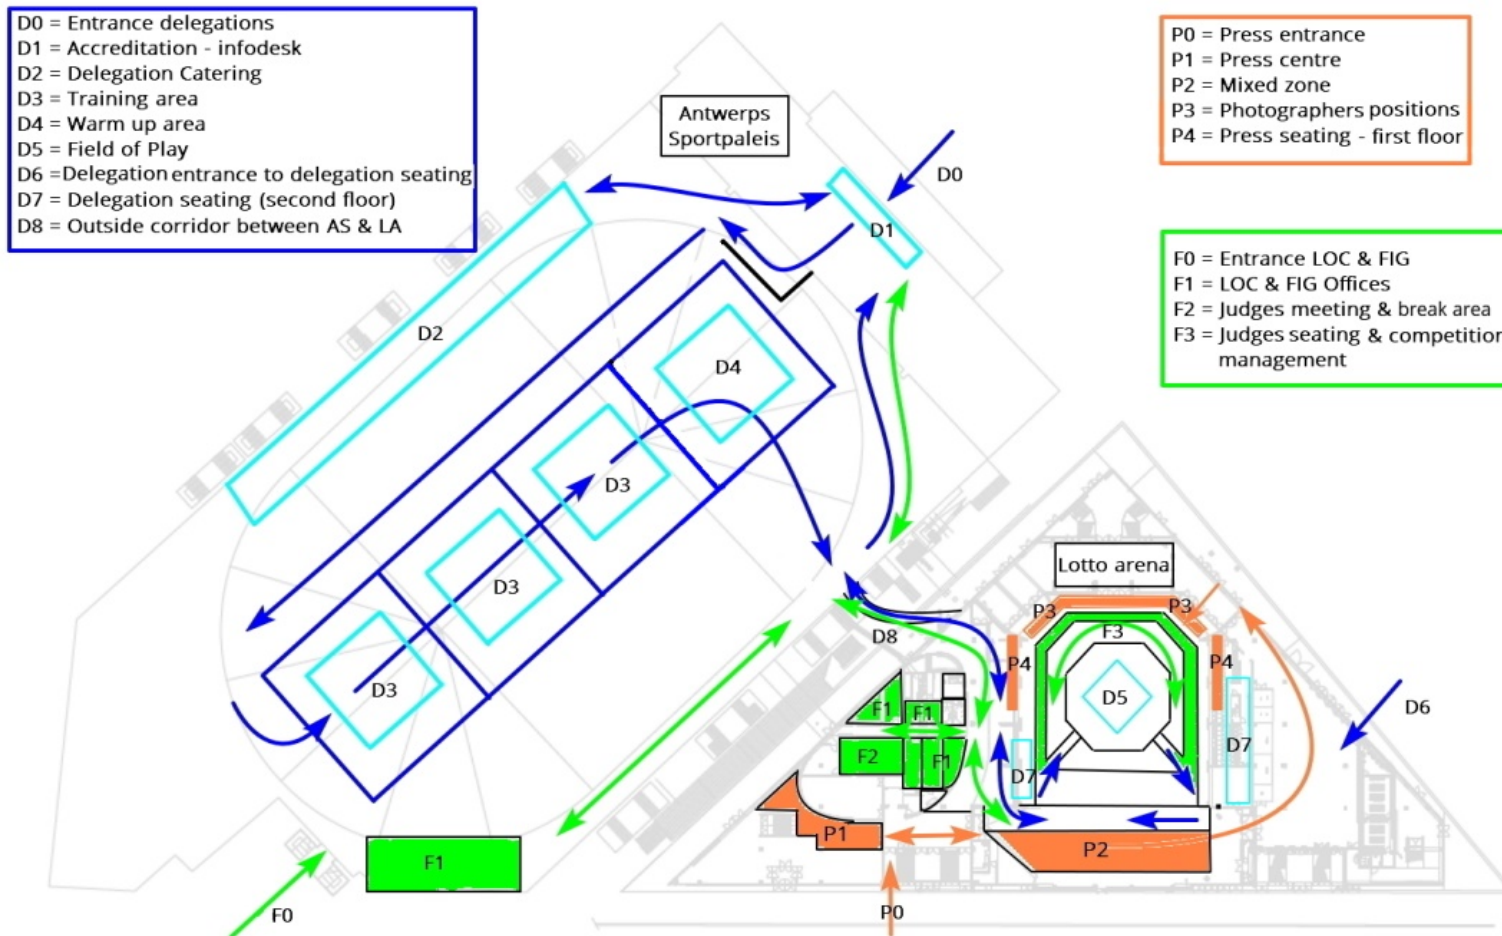 D0 = Entrance delegations
D1 = Accreditation - infodesk
D2 = Delegation Catering
D3 = Training area
D4 = Warm up area
D5 = Field of Play
D6 = Delegation entrance to delegation seating
D7 = Delegation seating (second floor)
D8 = Outside corridor between AS & LA
Antwerps
Sportpaleis
P0 = Press entrance
P1 = Press centre
P2 = Mixed zone
P3 = Photographers positions
P4 = Press seating - first floor
F0 = Entrance LOC & FIG
F1 = LOC & FIG Offices
F2 = Judges meeting & break area
F3 = Judges seating & competition
management
D0
D1
D2
D4
D3
D3
D3
Lotto arena
P3
P3
F3
D8
P4
P4
D5
F1
F1
D6
D7
F2
F1
D7
P1
P2
F1
F0
P0